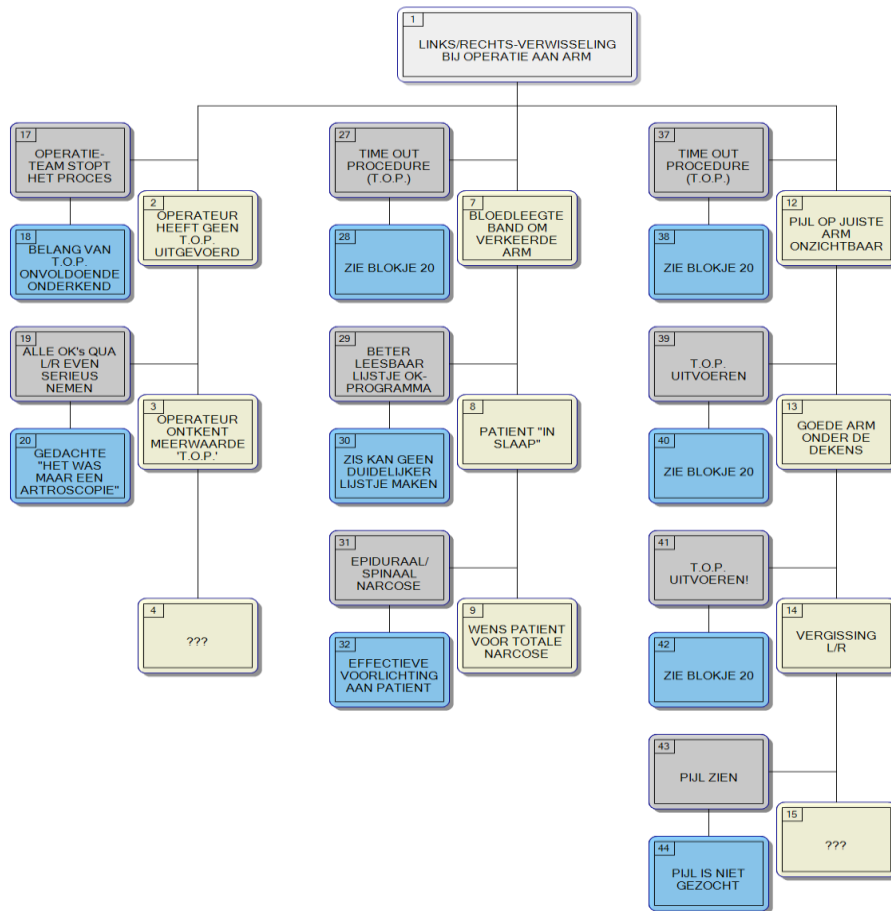 1
LINKS/RECHTS-VERWISSELING
BIJ OPERATIE AAN ARM
17
OPERATIE-
TEAM STOPT
HET PROCES
2
OPERATEUR
HEEFT GEEN
T.O.P.
UITGEVOERD
18
BELANG VAN
T.O.P.
ONVOLDOENDE
ONDERKEND
19
ALLE OK's QUA
L/R EVEN
SERIEUS
NEMEN
3
OPERATEUR
ONTKENT
MEERWAARDE
'T.O.P.'
20
GEDACHTE
"HET WAS
MAAR EEN
ARTROSCOPIE"
4
???
27
TIME OUT
PROCEDURE
(T.O.P.)
7
BLOEDLEEGTE
BAND OM
VERKEERDE
ARM
28
ZIE BLOKJE 20
29
BETER
LEESBAAR
LIJSTJE OK-
PROGRAMMA
8
PATIENT "IN
SLAAP"
30
ZIS KAN GEEN
DUIDELIJKER
LIJSTJE MAKEN
31
EPIDURAAL/
SPINAAL
NARCOSE
9
WENS PATIENT
VOOR TOTALE
NARCOSE
32
EFFECTIEVE
VOORLICHTING
AAN PATIENT
37
TIME OUT
PROCEDURE
(T.O.P.)
12
PIJL OP JUISTE
ARM
ONZICHTBAAR
38
ZIE BLOKJE 20
39
T.O.P.
UITVOEREN
13
GOEDE ARM
ONDER DE
DEKENS
40
ZIE BLOKJE 20
41
T.O.P.
UITVOEREN!
14
VERGISSING
L/R
42
ZIE BLOKJE 20
43
PIJL ZIEN
15
???
44
PIJL IS NIET
GEZOCHT